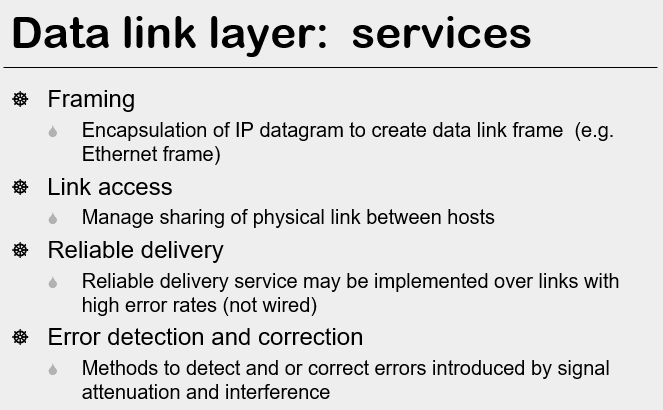 Data link layer:  services
Framing
Encapsulation of IP datagram to create data link frame  (e.g.
Ethernet frame)
Link access
Manage sharing of physical link between hosts
Reliable delivery
Reliable delivery service may be implemented over links with
high error rates (not wired)
Error detection and correction
Methods to detect and or correct errors introduced by signal
attenuation and interference